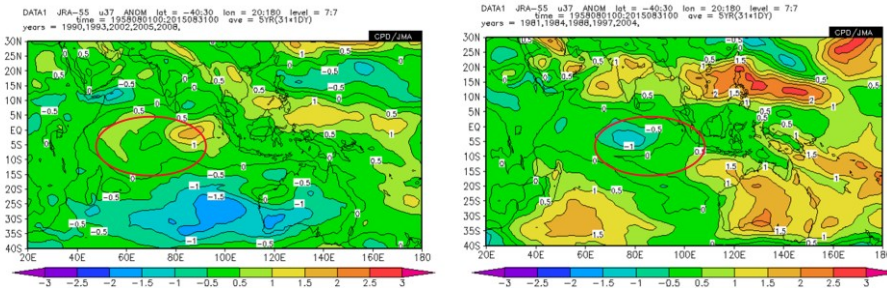 DATA1 JRA-55 u37 ANOM lat = -40:30 lon = 20:180 level = 7:7
time = 1958080100:2015083100 ave = 5YR(31*1DY)
years = 1990,1993,2002,2005,2008,
CPD/JMA
30N
25N
20N
15N
10N
5N
EQ
5S
10S
15S
20S
25S
30S
35S
40S
20E 40E 60E 80E 100E 120E 140E 160E 180
-3 -2.5 -2 -1.5 -1 -0.5 0 0.5 1 1.5 2 2.5 3
DATA1 JRA-55 u37 ANOM lat = -40:30 lon = 20:180 level = 7:7
time = 1958080100:2015083100 ave = 5YR(31*1DY)
years = 1981,1984,1988,1997,2004,
CPD/JMA
30N
25N
20N
15N
10N
5N
EQ
5S
10S
15S
20S
25S
30S
35S
40S
20E 40E 60E 80E 100E 120E 140E 160E 180
-3 -2.5 -2 -1.5 -1 -0.5 0 0.5 1 1.5 2 2.5 3